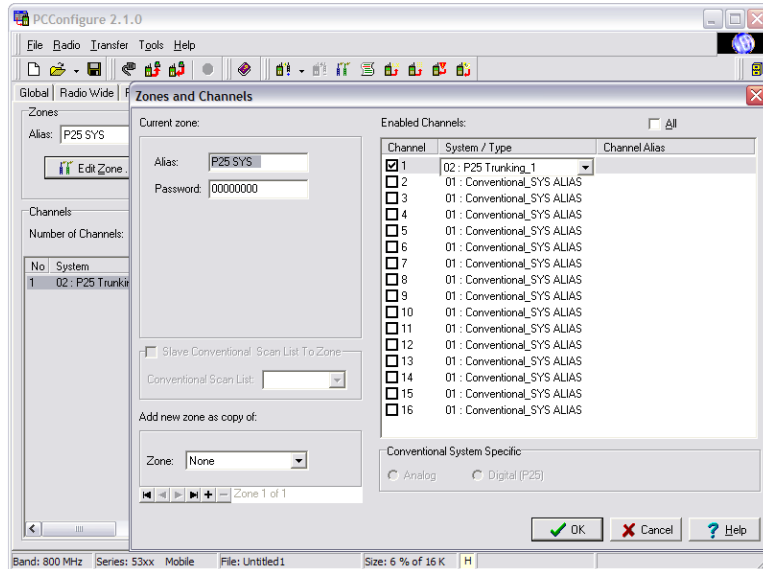 PCConfigure 2.1.0
File Radio Transfer Tools Help
Global Radio Wide
Zones
Alias: P25 SYS
Edit Zone ..
Channels
Number of Channels:
No System
1 02 : P25 Trunkin
Zones and Channels
Current zone:
Alias: P25 SYS
Password: 00000000
Slave Conventional Scan List To Zone
Conventional Scan List:
Add new zone as copy of:
Zone: None
Zone 1 of 1
Enabled Channels: All
Channel System / Type Channel Alias
1 02 : P25 Trunking_1
2 01 : Conventional_SYS ALIAS
3 01 : Conventional_SYS ALIAS
4 01 : Conventional_SYS ALIAS
5 01 : Conventional_SYS ALIAS
6 01 : Conventional_SYS ALIAS
7 01 : Conventional_SYS ALIAS
8 01 : Conventional_SYS ALIAS
9 01 : Conventional_SYS ALIAS
10 01 : Conventional_SYS ALIAS
11 01 : Conventional_SYS ALIAS
12 01 : Conventional_SYS ALIAS
13 01 : Conventional_SYS ALIAS
14 01 : Conventional_SYS ALIAS
15 01 : Conventional_SYS ALIAS
16 01 : Conventional_SYS ALIAS
Conventional System Specific
Analog Digital (P25)
OK Cancel Help
Band: 800 MHz Series: 53xx Mobile File: Untitled1 Size: 6 % of 16 K H